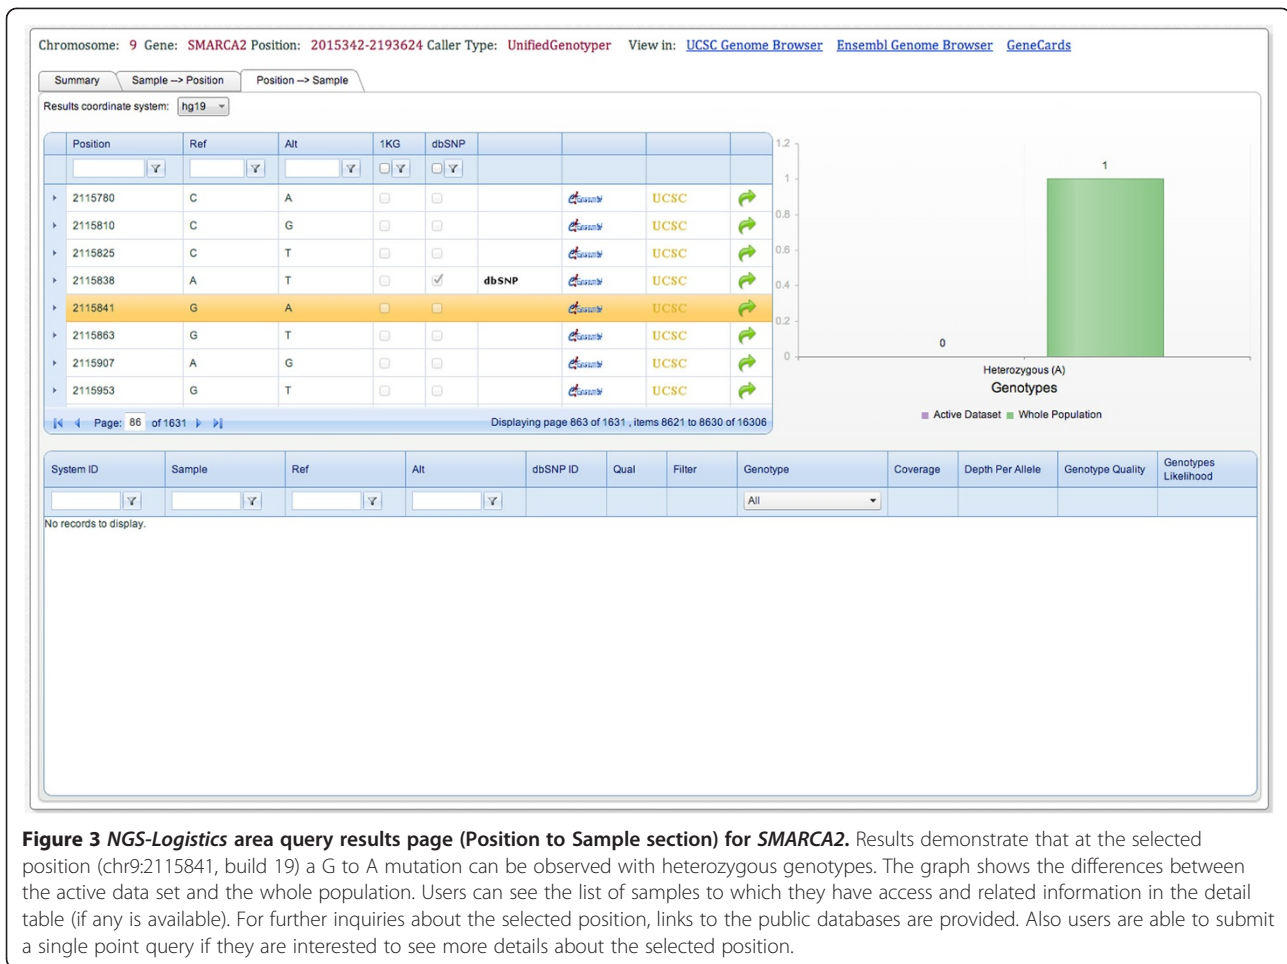 Chromosome: 9 Gene: SMARCA2 Position: 2015342-2193624 Caller Type: UnifiedGenotyper View in: UCSC Genome Browser Ensembl Genome Browser GeneCards
Summary Sample --> Position Position --> Sample
Results coordinate system: hg19
Position Ref Alt 1KG dbSNP
2115780 C A Ensembl UCSC
2115810 C G Ensembl UCSC
2115825 C T Ensembl UCSC
2115838 A T dbSNP Ensembl UCSC
2115841 G A Ensembl UCSC
2115863 G T Ensembl UCSC
2115907 A G Ensembl UCSC
2115953 G T Ensembl UCSC
Page: 86 of 1631 Displaying page 863 of 1631 , items 8621 to 8630 of 16306
1.2
1
0.8
0.6
0.4
0.2
0
0
1
Heterozygous (A)
Genotypes
Active Dataset Whole Population
System ID Sample Ref Alt dbSNP ID Qual Filter Genotype Coverage Depth Per Allele Genotype Quality Genotypes Likelihood
All
No records to display.
Figure 3 NGS-Logistics area query results page (Position to Sample section) for SMARCA2. Results demonstrate that at the selected
position (chr9:2115841, build 19) a G to A mutation can be observed with heterozygous genotypes. The graph shows the differences between
the active data set and the whole population. Users can see the list of samples to which they have access and related information in the detail
table (if any is available). For further inquiries about the selected position, links to the public databases are provided. Also users are able to submit
a single point query if they are interested to see more details about the selected position.